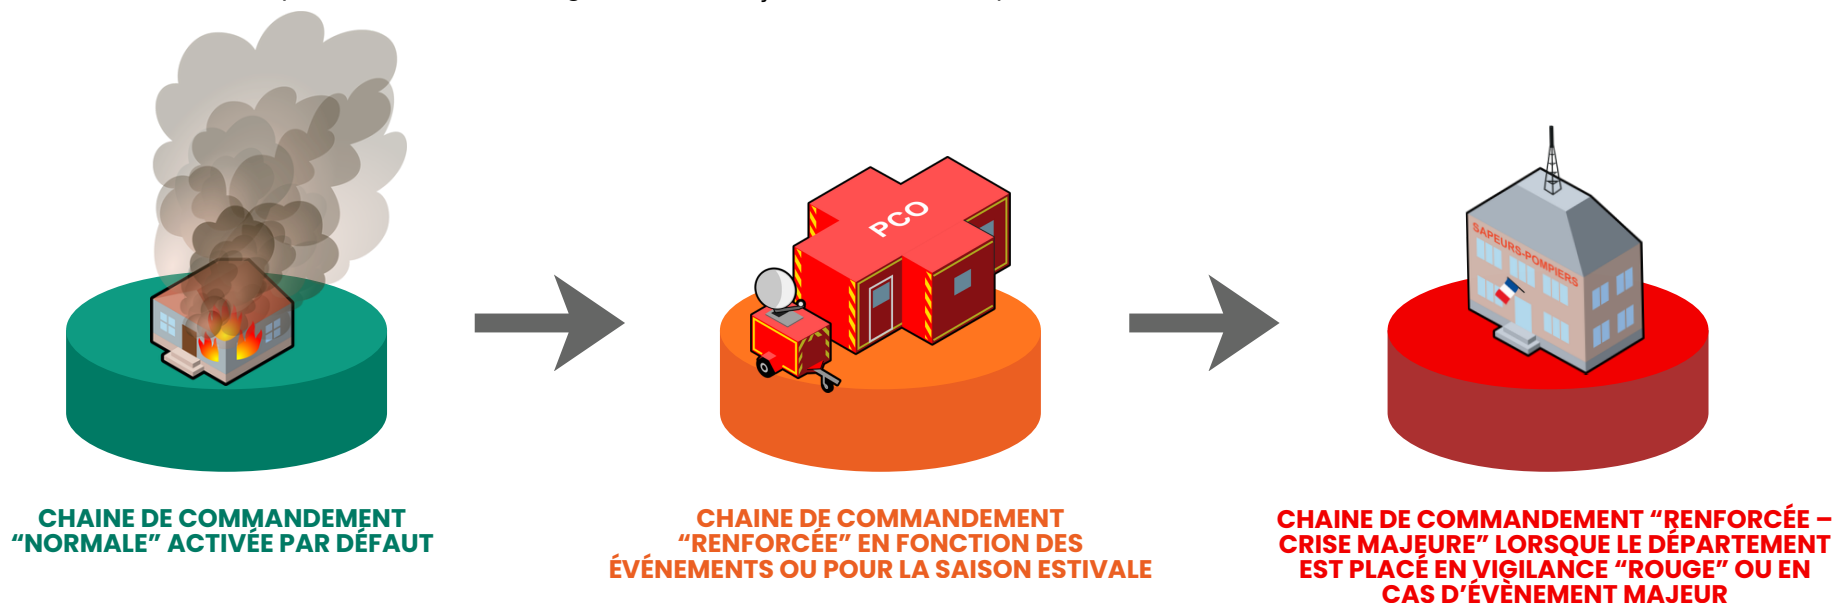 PCO
SAPEURS-POMPIERS
CHAINE DE COMMANDEMENT
“NORMALE” ACTIVÉE PAR DÉFAUT
CHAINE DE COMMANDEMENT
“RENFORCÉE” EN FONCTION DES
ÉVÉNEMENTS OU POUR LA SAISON ESTIVALE
CHAINE DE COMMANDEMENT “RENFORCÉE –
CRISE MAJEURE” LORSQUE LE DÉPARTEMENT
EST PLACÉ EN VIGILANCE “ROUGE” OU EN
CAS D’ÉVÈNEMENT MAJEUR